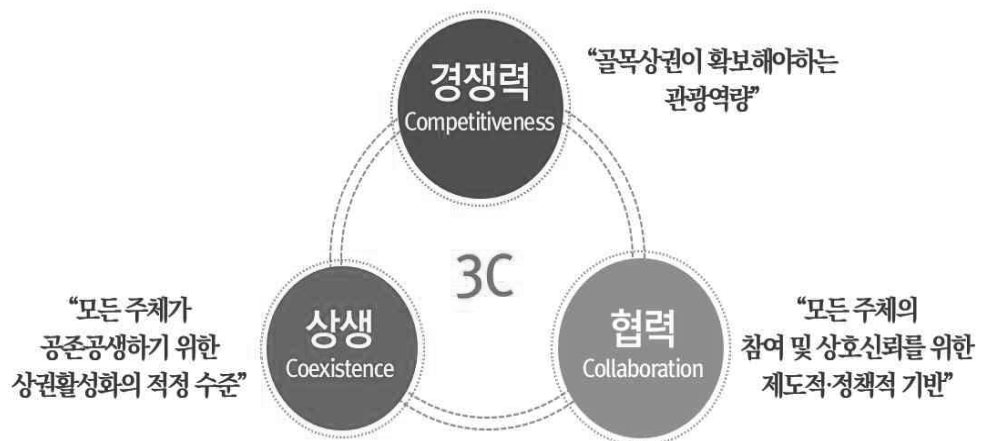 경쟁력
Competitiveness
“골목상권이 확보해야하는
관광역량”
3C
“모든 주체가
공존공생하기 위한
상권활성화의 적정 수준”
상생
Coexistence
협력
Collaboration
“모든 주체의
참여 및 상호신뢰를 위한
제도적·정책적 기반”